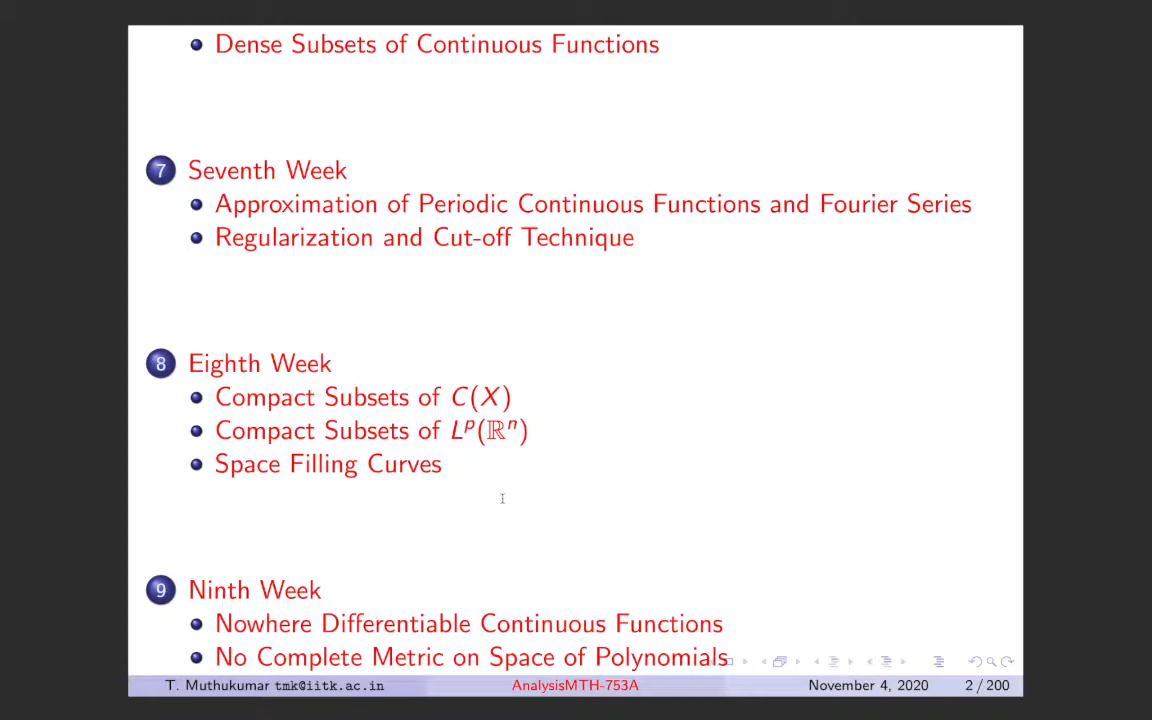 Dense Subsets of Continuous Functions
7 Seventh Week
Approximation of Periodic Continuous Functions and Fourier Series
Regularization and Cut-off Technique
8 Eighth Week
Compact Subsets of C(X)
Compact Subsets of Lᵖ(ℝⁿ)
Space Filling Curves
9 Ninth Week
Nowhere Differentiable Continuous Functions
No Complete Metric on Space of Polynomials
T. Muthukumar tmk@iitk.ac.in AnalysisMTH-753A November 4, 2020 2 / 200